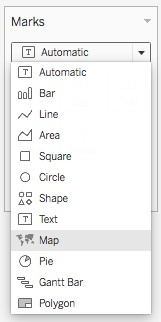 Marks
Automatic
Automatic
Bar
Line
Area
Square
Circle
Shape
Text
Map
Pie
Gantt Bar
Polygon